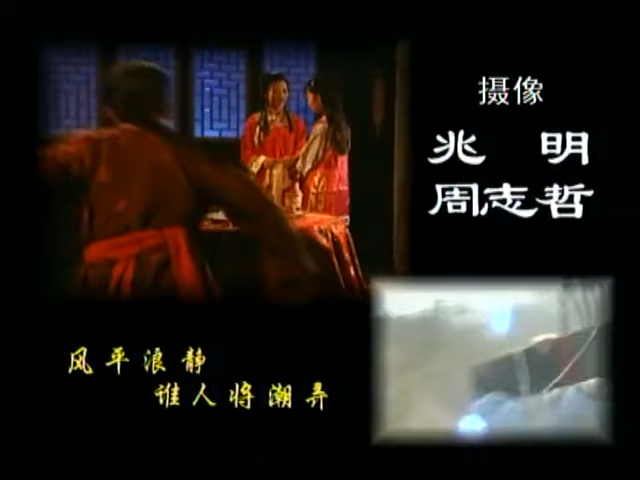 摄像
兆 明
周志哲
风平浪静
谁人将潮弄